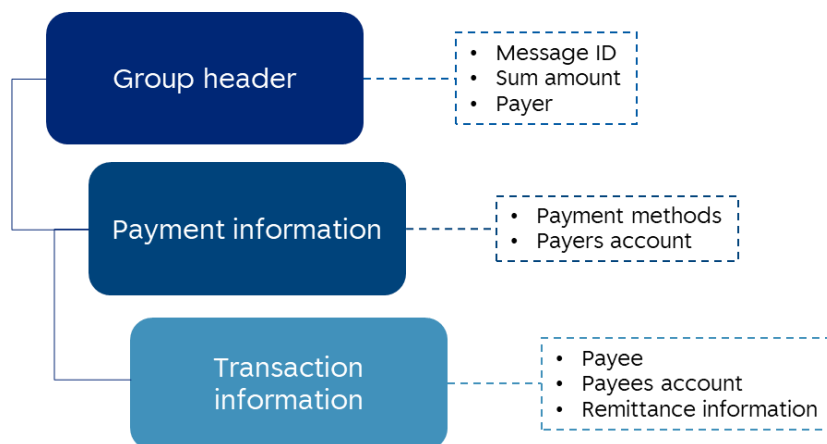 Group header
• Message ID
• Sum amount
• Payer
Payment information
• Payment methods
• Payers account
Transaction
information
• Payee
• Payees account
• Remittance information